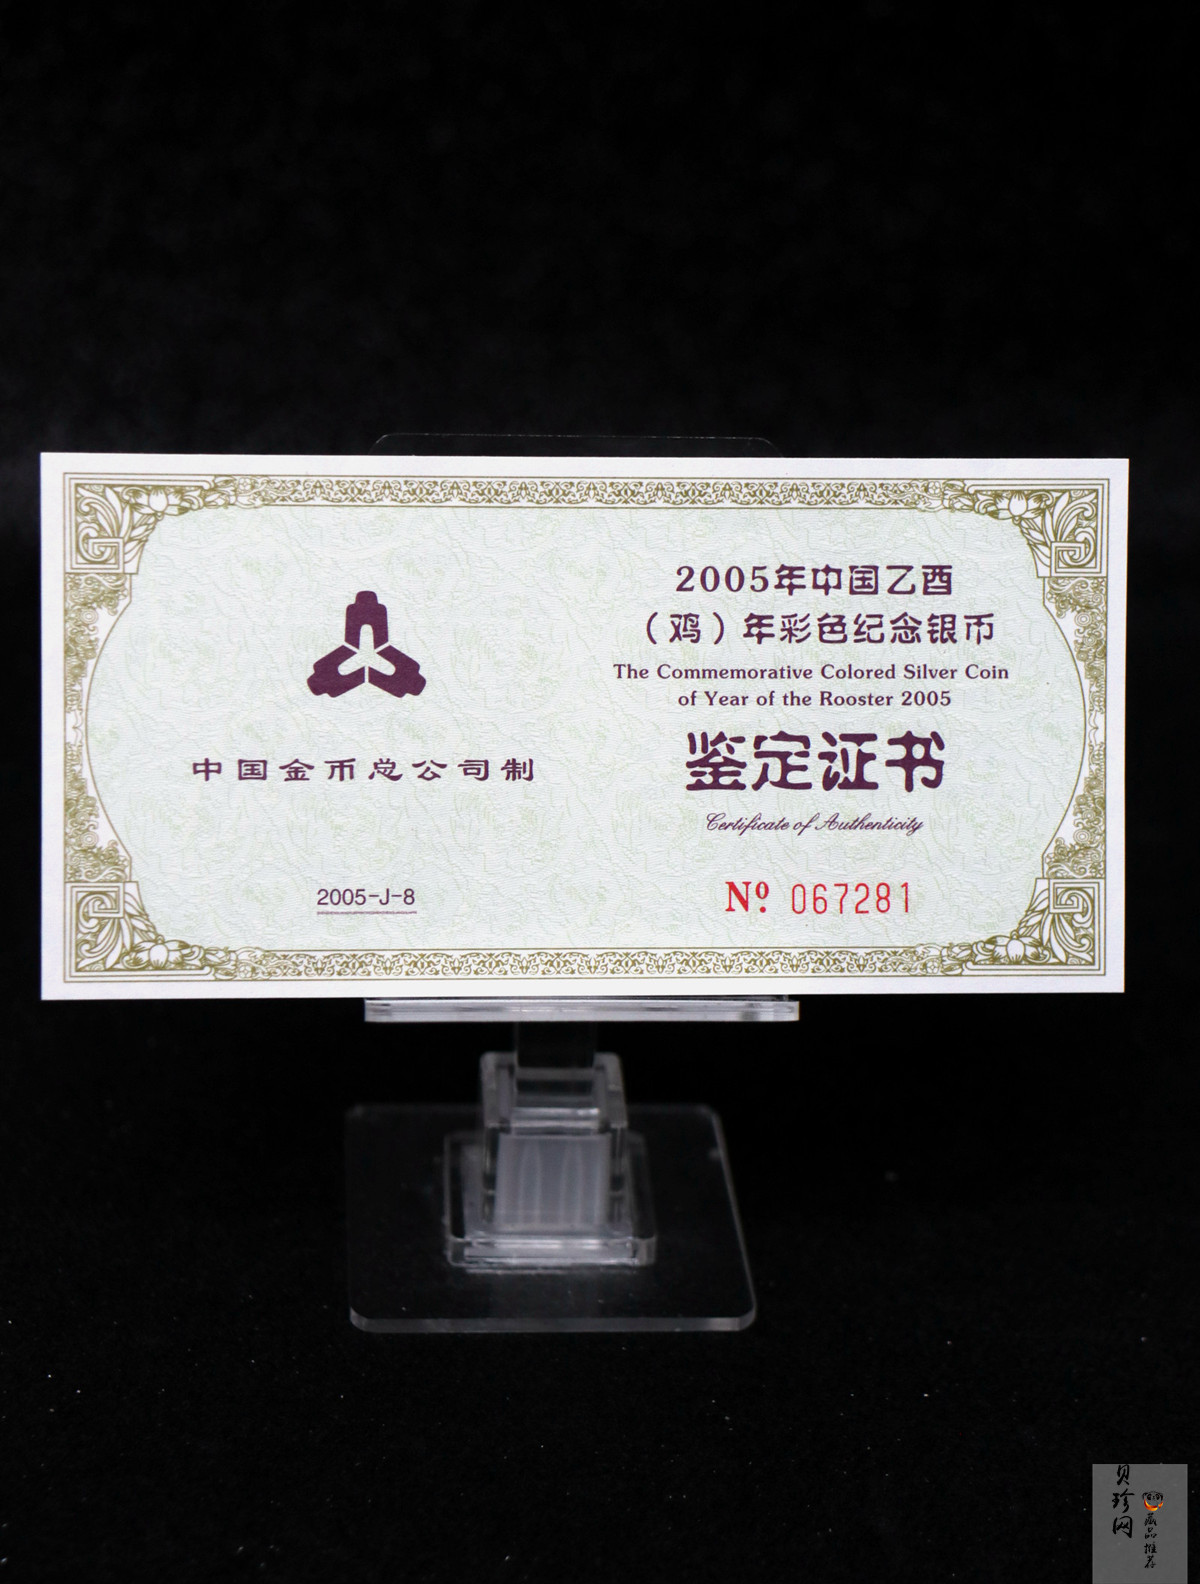 中国金币总公司制
2005-J-8
2005年中国乙酉
（鸡）年彩色纪念银币
The Commemorative Colored Silver Coin
of Year of the Rooster 2005
鉴定证书
Certificate of Authenticity
Nº 067281
贝珍网
藏品推荐